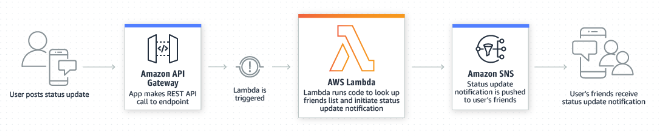 User posts status update
Amazon API
Gateway
App makes REST API
call to endpoint
Lambda is
triggered
AWS Lambda
Lambda runs code to look up
friends list and initiate status
update notification
Amazon SNS
Status update
notification is pushed
to user's friends
User's friends receive
status update notification